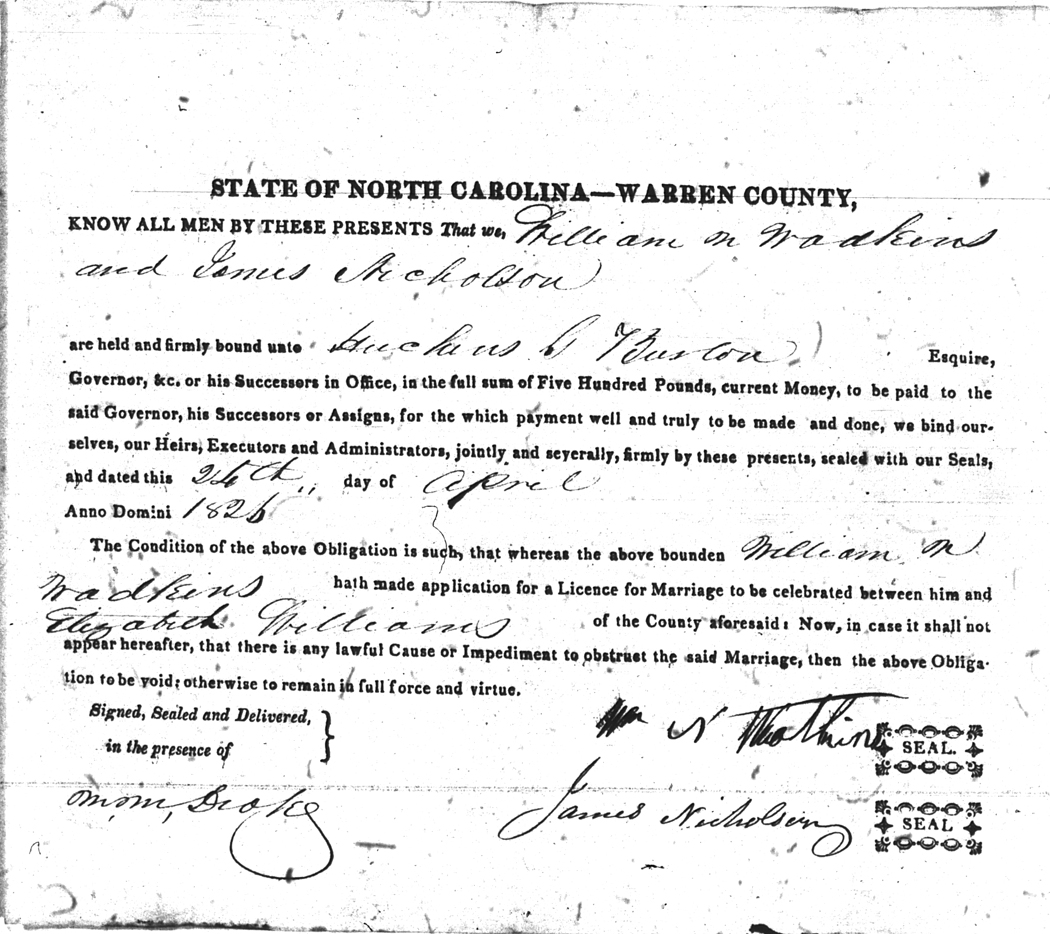 STATE OF NORTH CAROLINA—WARREN COUNTY,
KNOW ALL MEN BY THESE PRESENTS That we, William N Wadkins
and James Nicholson
are held and firmly bound unto Huchins G Burton Esquire,
Governor, &c. or his Successors in Office, in the full sum of Five Hundred Pounds, current Money, to be paid to the
said Governor, his Successors or Assigns, for the which payment well and truly to be made and done, we bind our-
selves, our Heirs, Executors and Administrators, jointly and severally, firmly by these presents, sealed with our Seals,
and dated this 24th day of April
Anno Domini 1826
The Condition of the above Obligation is such, that whereas the above bounden William N
Wadkins hath made application for a Licence for Marriage to be celebrated between him and
Elizabeth Williams of the County aforesaid: Now, in case it shall not
appear hereafter, that there is any lawful Cause or Impediment to obstruct the said Marriage, then the above Obliga-
tion to be void; otherwise to remain in full force and virtue.
Signed, Sealed and Delivered,
in the presence of
Wm N SEAL.
M, M, Drake James Nicholson SEAL